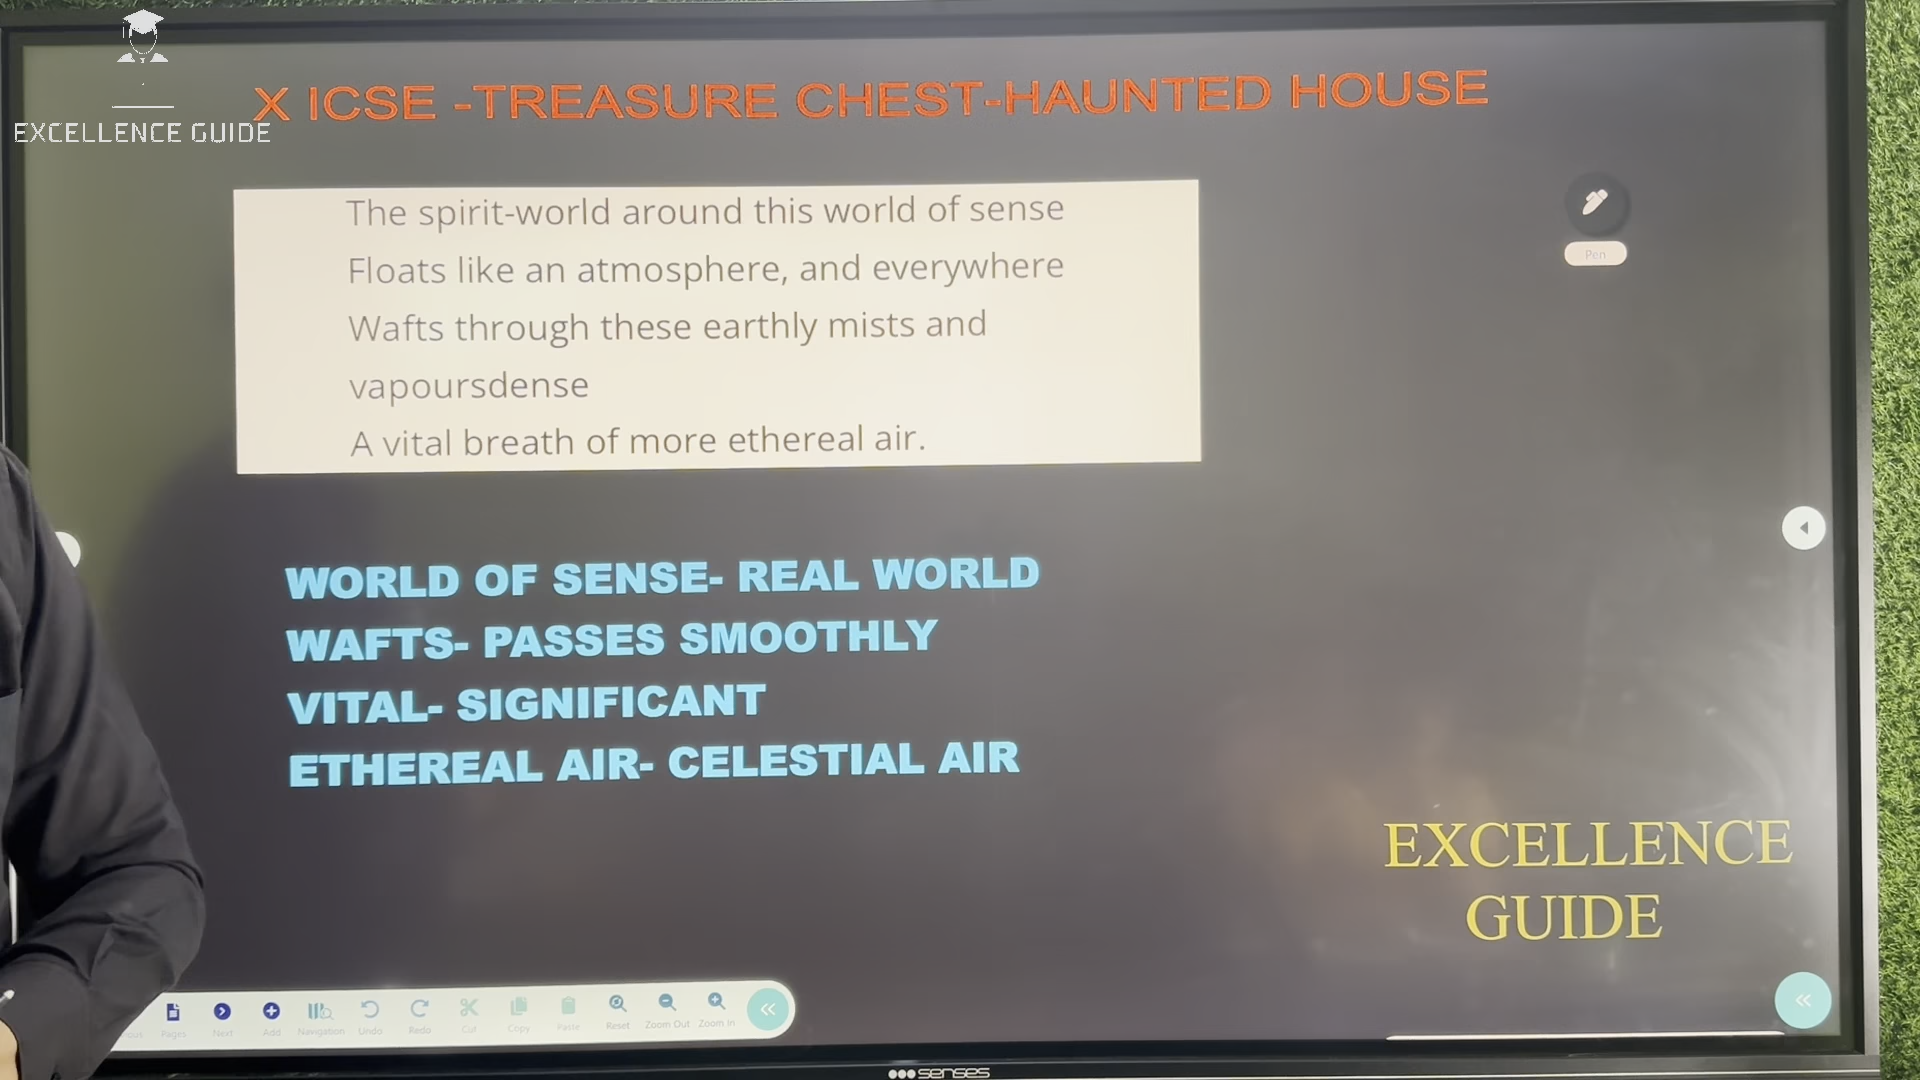 EXCELLENCE GUIDE
X ICSE -TREASURE CHEST-HAUNTED HOUSE
The spirit-world around this world of sense
Floats like an atmosphere, and everywhere
Wafts through these earthly mists and
vapoursdense
A vital breath of more ethereal air.
Pen
WORLD OF SENSE- REAL WORLD
WAFTS- PASSES SMOOTHLY
VITAL- SIGNIFICANT
ETHEREAL AIR- CELESTIAL AIR
EXCELLENCE
GUIDE
Pages Next Add Navigation Undo Redo Cut Copy Paste Reset Zoom Out Zoom In
senses